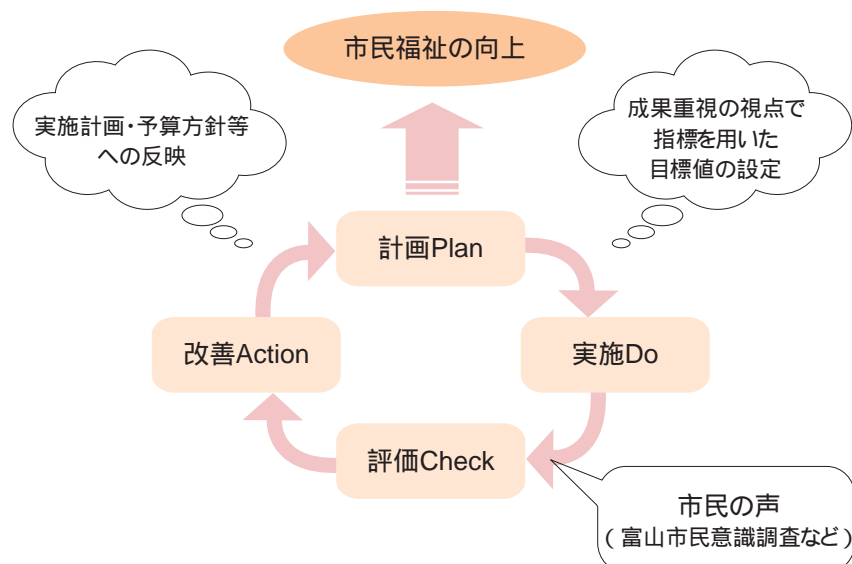 市民福祉の向上
実施計画・予算方針等
への反映
成果重視の視点で
指標を用いた
目標値の設定
計画Plan
改善Action
実施Do
評価Check
市民の声
(富山市民意識調査など)